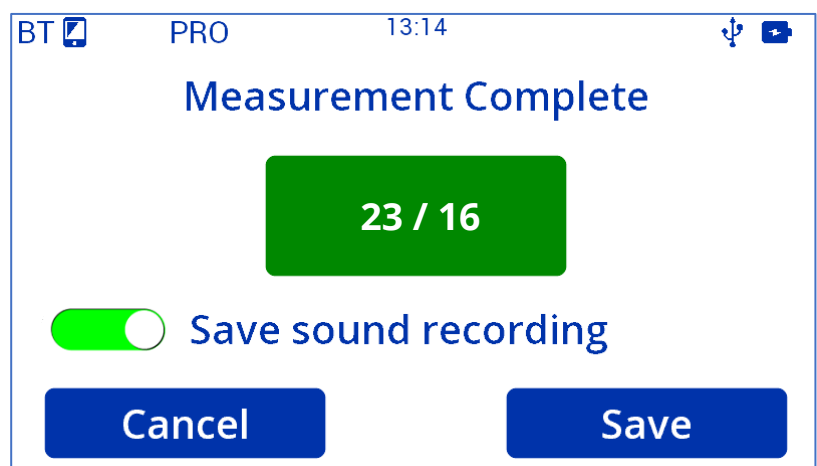 BT PRO 13:14
Measurement Complete
23 / 16
Save sound recording
Cancel Save